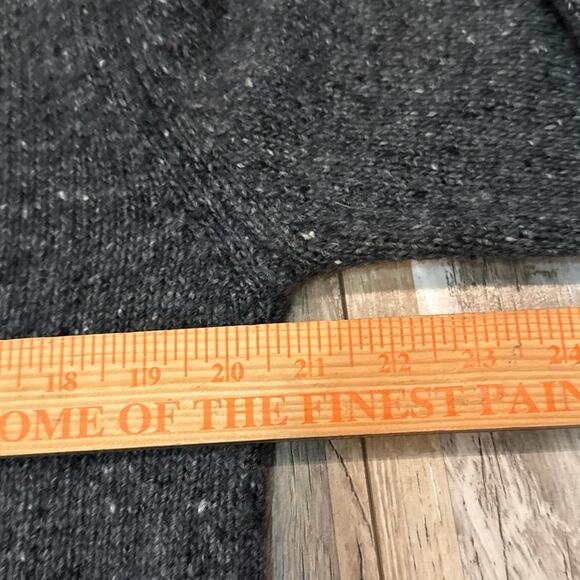 18 19 20 21 22 23 24
OME OF THE FINEST PAIN